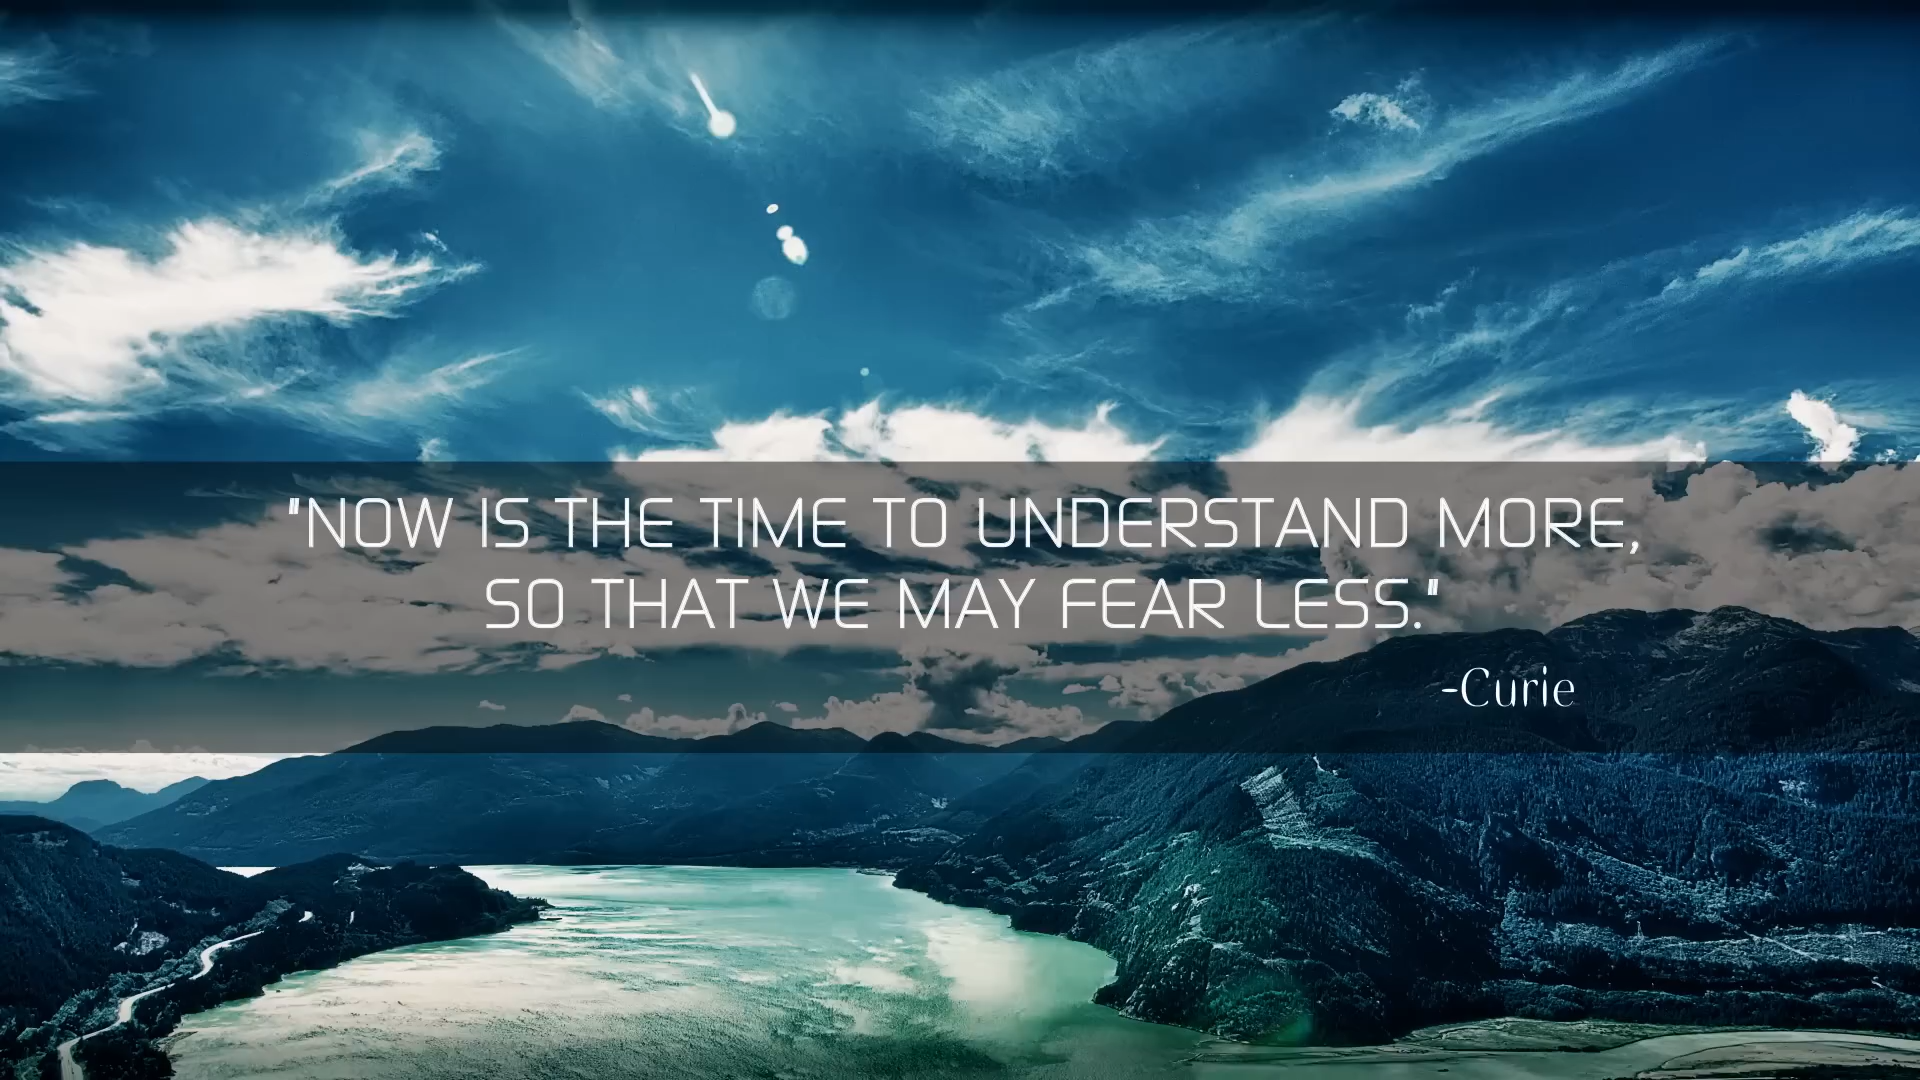 "NOW IS THE TIME TO UNDERSTAND MORE,
SO THAT WE MAY FEAR LESS."
-Curie